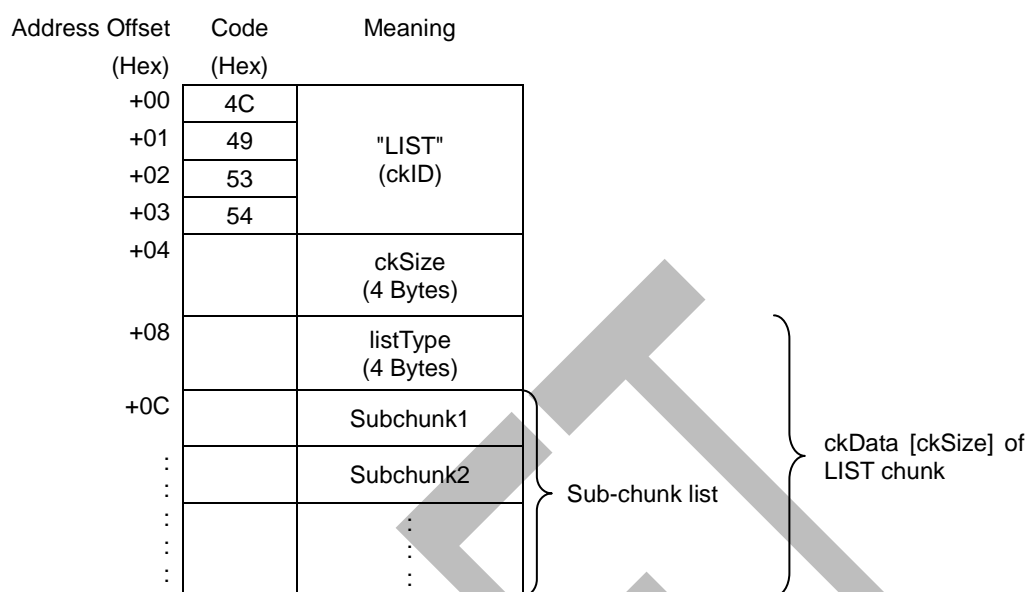 Address Offset Code Meaning
(Hex) (Hex)
+00 4C
+01 49 "LIST"
+02 53 (ckID)
+03 54
+04 ckSize
(4 Bytes)
+08 listType
(4 Bytes)
+0C Subchunk1
ckData [ckSize] of
: Subchunk2 LIST chunk
:
Sub-chunk list
: :
: :
: :